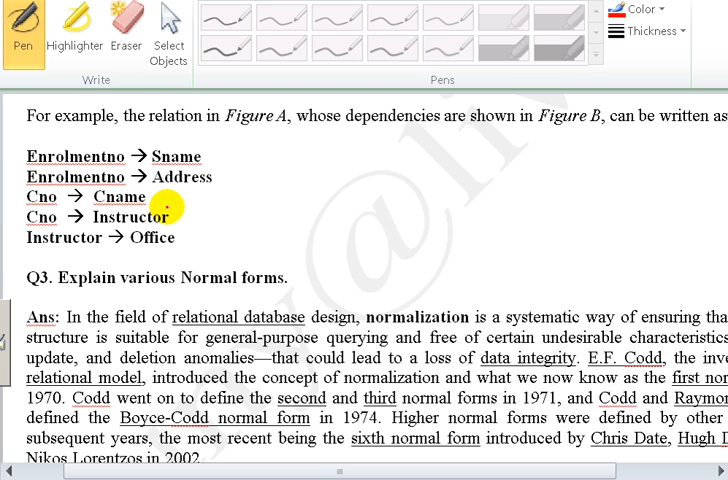 Pen
Highlighter
Eraser
Select
Objects
Color
Thickness
Write
Pens
For example, the relation in Figure A, whose dependencies are shown in Figure B, can be written as
Enrolmentno → Sname
Enrolmentno → Address
Cno → Cname
Cno → Instructor
Instructor → Office
Q3. Explain various Normal forms.
Ans: In the field of relational database design, normalization is a systematic way of ensuring tha
structure is suitable for general-purpose querying and free of certain undesirable characteristics
update, and deletion anomalies—that could lead to a loss of data integrity. E.F. Codd, the inve
relational model, introduced the concept of normalization and what we now know as the first nor
1970. Codd went on to define the second and third normal forms in 1971, and Codd and Raymor
defined the Boyce-Codd normal form in 1974. Higher normal forms were defined by other
subsequent years, the most recent being the sixth normal form introduced by Chris Date, Hugh D
Nikos Lorentzos in 2002.